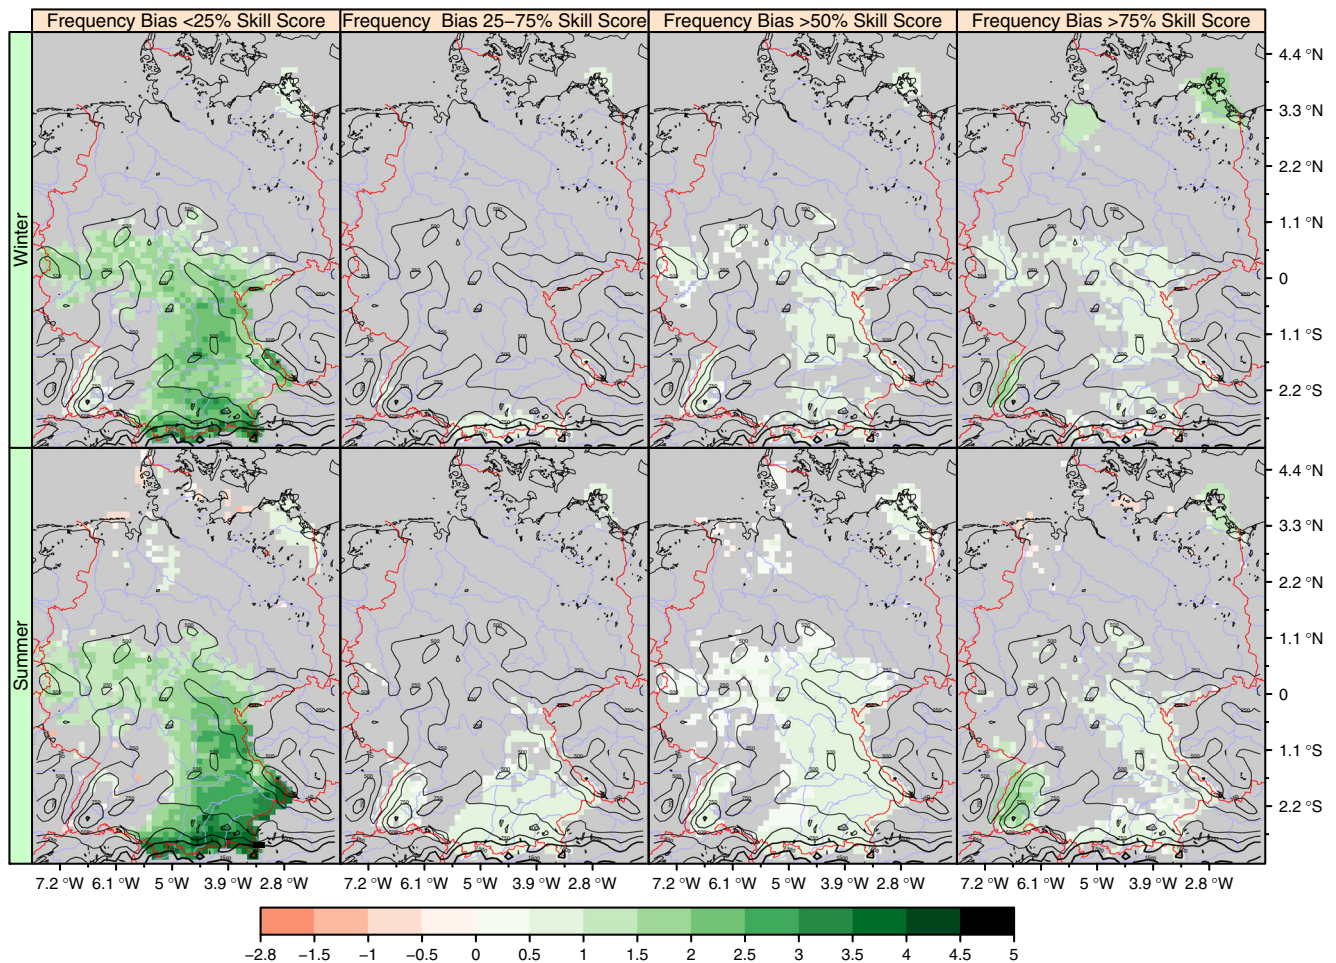 Frequency Bias <25% Skill Score
Frequency Bias 25−75% Skill Score
Frequency Bias >50% Skill Score
Frequency Bias >75% Skill Score
Winter
4.4 °N
3.3 °N
2.2 °N
1.1 °N
0
1.1 °S
2.2 °S
Summer
4.4 °N
3.3 °N
2.2 °N
1.1 °N
0
1.1 °S
2.2 °S
7.2 °W 6.1 °W 5 °W 3.9 °W 2.8 °W
7.2 °W 6.1 °W 5 °W 3.9 °W 2.8 °W
7.2 °W 6.1 °W 5 °W 3.9 °W 2.8 °W
7.2 °W 6.1 °W 5 °W 3.9 °W 2.8 °W
−2.8 −1.5 −1 −0.5 0 0.5 1 1.5 2 2.5 3 3.5 4 4.5 5